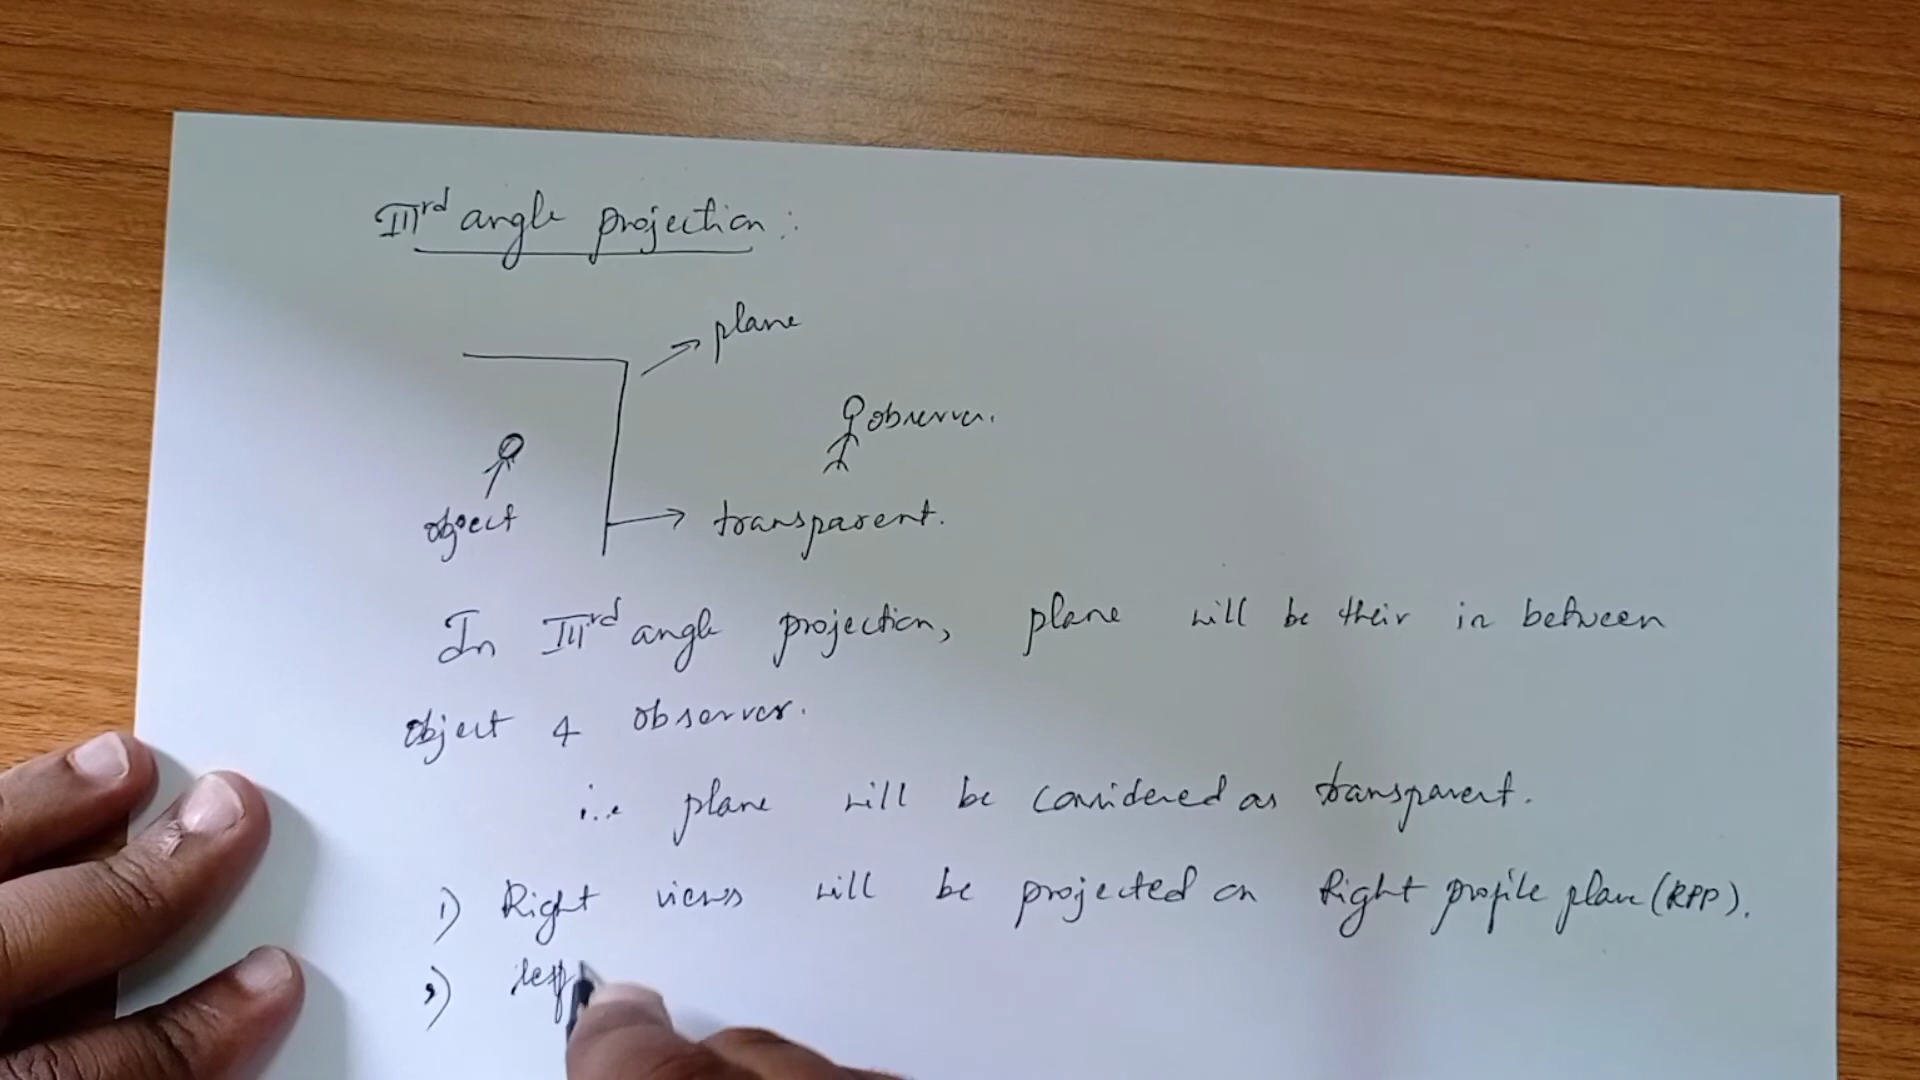 IIIrd angle projection:
plane
observer.
object
transparent.
In IIIrd angle projection, plane will be their in between
object & observer.
i.e plane will be considered as transparent.
1) Right views will be projected on Right profile plane (RPP).
2) lef